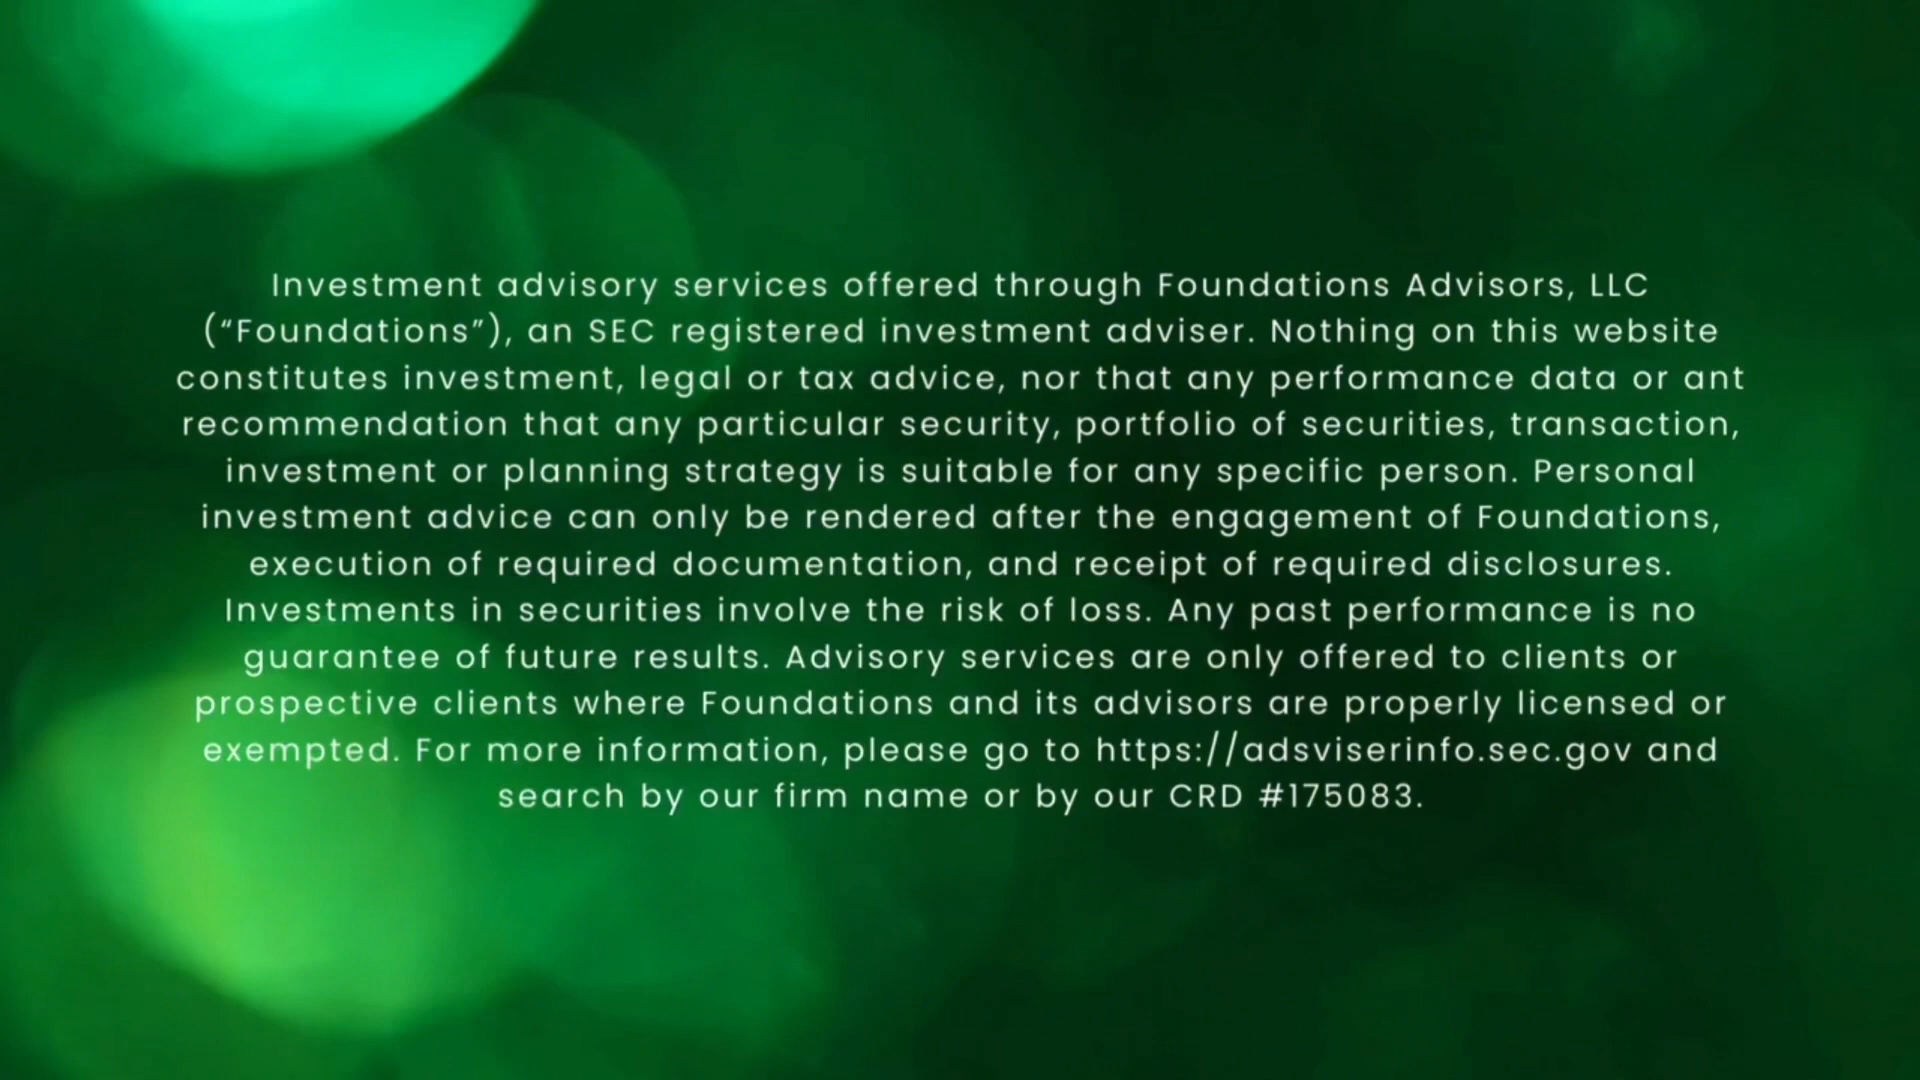 Investment advisory services offered through Foundations Advisors, LLC
(“Foundations”), an SEC registered investment adviser. Nothing on this website
constitutes investment, legal or tax advice, nor that any performance data or ant
recommendation that any particular security, portfolio of securities, transaction,
investment or planning strategy is suitable for any specific person. Personal
investment advice can only be rendered after the engagement of Foundations,
execution of required documentation, and receipt of required disclosures.
Investments in securities involve the risk of loss. Any past performance is no
guarantee of future results. Advisory services are only offered to clients or
prospective clients where Foundations and its advisors are properly licensed or
exempted. For more information, please go to https://adsviserinfo.sec.gov and
search by our firm name or by our CRD #175083.